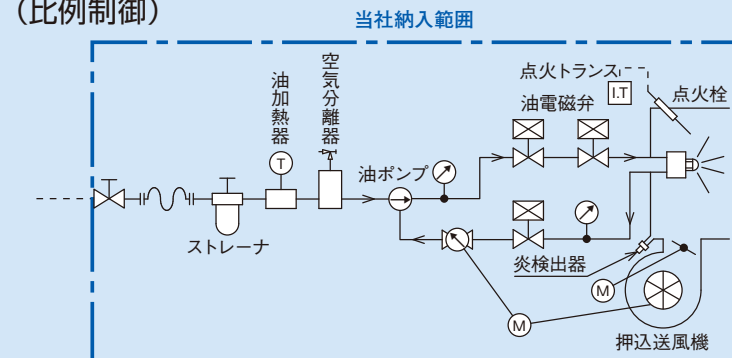 (比例制御)
当社納入範囲
油加熱器
空気分離器
点火トランス
I.T
点火栓
油電磁弁
T
油ポンプ
ストレーナ
炎検出器
M
M
押込送風機